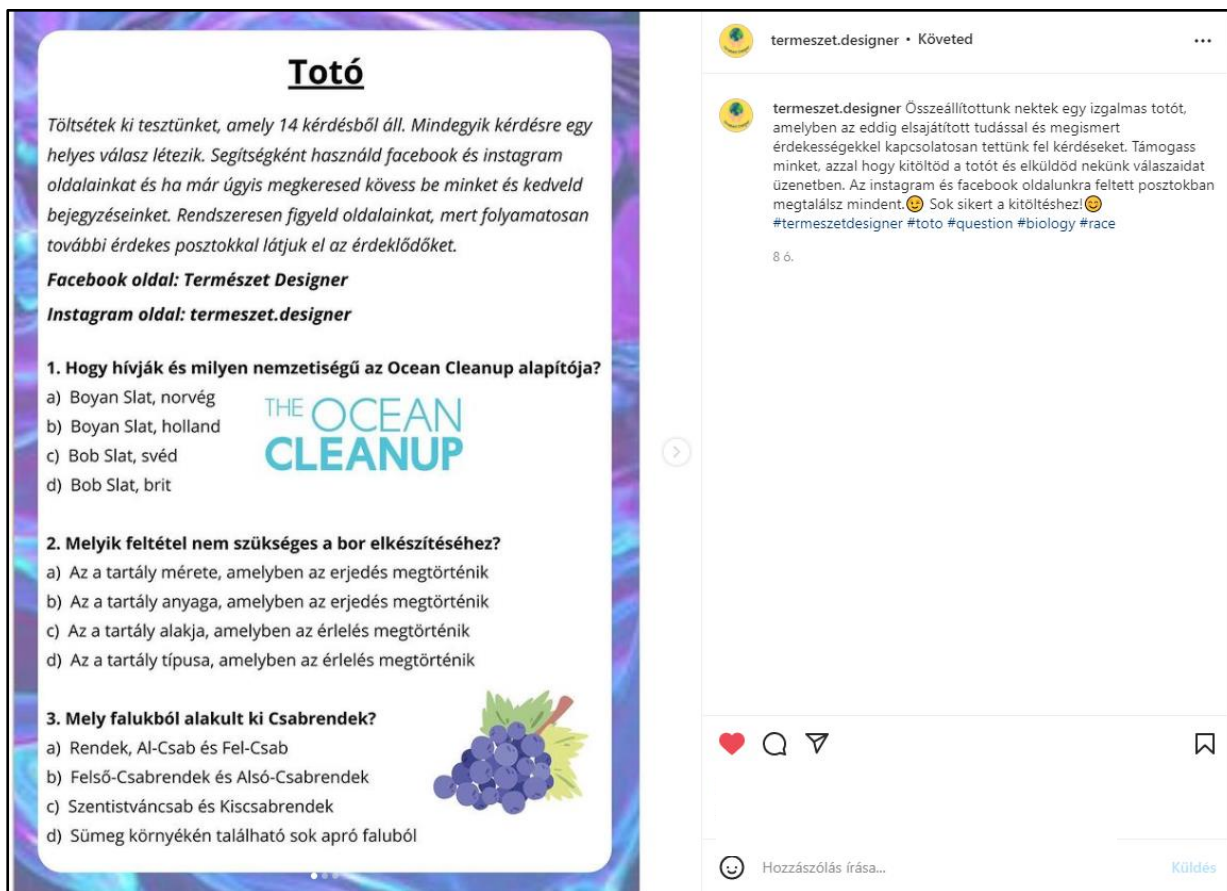 Totó
Töltsétek ki tesztünket, amely 14 kérdésből áll. Mindegyik kérdésre egy
helyes válasz létezik. Segítségként használd facebook és instagram
oldalainkat és ha már úgyis megkeresed kövess be minket és kedveld
bejegyzéseinket. Rendszeresen figyeld oldalainkat, mert folyamatosan
további érdekes posztokkal látjuk el az érdeklődőket.
Facebook oldal: Természet Designer
Instagram oldal: termeszet.designer
1. Hogy hívják és milyen nemzetiségű az Ocean Cleanup alapítója?
a) Boyan Slat, norvég
b) Boyan Slat, holland
c) Bob Slat, svéd
d) Bob Slat, brit
THE OCEAN
CLEANUP
2. Melyik feltétel nem szükséges a bor elkészítéséhez?
a) Az a tartály mérete, amelyben az erjedés megtörténik
b) Az a tartály anyaga, amelyben az erjedés megtörténik
c) Az a tartály alakja, amelyben az érlelés megtörténik
d) Az a tartály típusa, amelyben az érlelés megtörténik
3. Mely falukból alakult ki Csabrendek?
a) Rendek, Al-Csab és Fel-Csab
b) Felső-Csabrendek és Alsó-Csabrendek
c) Szentistváncsab és Kiscsabrendek
d) Sümeg környékén található sok apró faluból
termeszet.designer • Követed
termeszet.designer Összeállítottunk nektek egy izgalmas totót,
amelyben az eddig elsajátított tudással és megismert
érdekességekkel kapcsolatosan tettünk fel kérdéseket. Támogass
minket, azzal hogy kitöltöd a totót és elküldöd nekünk válaszaidat
üzenetben. Az instagram és facebook oldalunkra feltett posztokban
megtalálsz mindent.😉 Sok sikert a kitöltéshez!😊
#termeszetdesigner #toto #question #biology #race
8 ó.
Hozzászólás írása...
Küldés